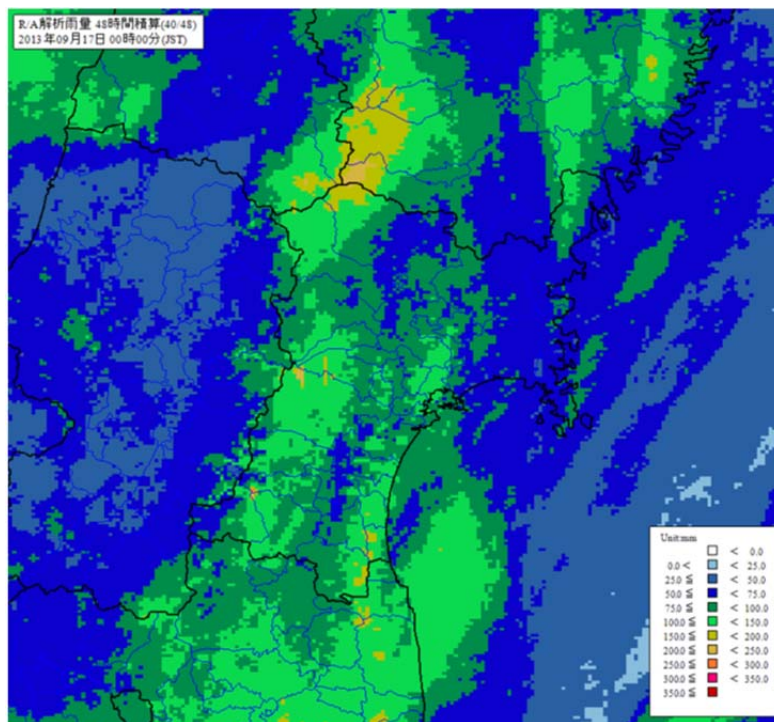 R/A解析雨量 48時間積算(40/48)
2013年09月17日 00時00分(JST)
Unit:mm
< 0.0
0.0 < < 25.0
25.0 ≦ < 50.0
50.0 ≦ < 75.0
75.0 ≦ < 100.0
100.0 ≦ < 150.0
150.0 ≦ < 200.0
200.0 ≦ < 250.0
250.0 ≦ < 300.0
300.0 ≦ < 350.0
350.0 ≦